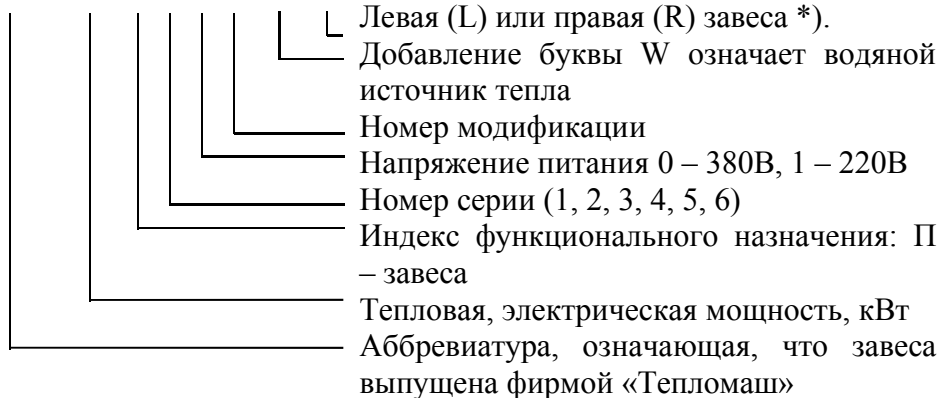 Левая (L) или правая (R) завеса *).
Добавление буквы W означает водяной
источник тепла
Номер модификации
Напряжение питания 0 – 380В, 1 – 220В
Номер серии (1, 2, 3, 4, 5, 6)
Индекс функционального назначения: П
– завеса
Тепловая, электрическая мощность, кВт
Аббревиатура, означающая, что завеса
выпущена фирмой «Тепломаш»